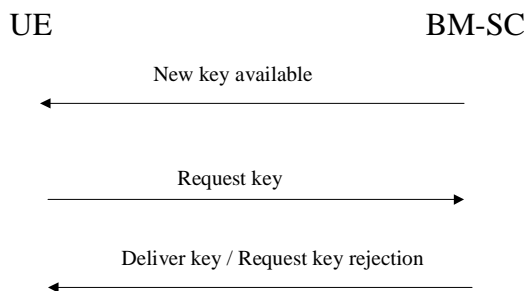 UE BM-SC
New key available
Request key
Deliver key / Request key rejection